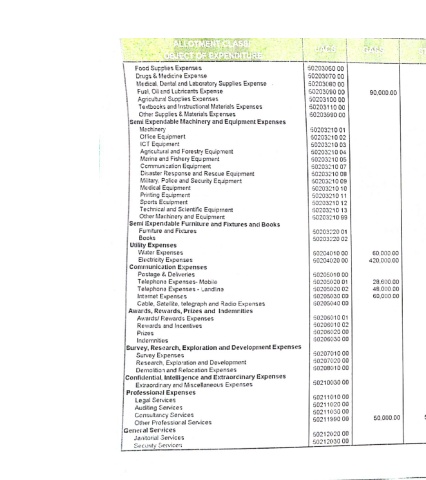 ALLOTMENT CLASS/
OBJECT OF EXPENDITURE
Food Supplies Expenses 50203050 00
Drugs & Medicine Expense 50203070 00
Medical, Dental and Laboratory Supplies Expense 50203080 00
Fuel, Oil and Lubricants Expense 50203090 00 90,000.00
Agricultural Supplies Expenses 50203100 00
Textbooks and Instructional Materials Expenses 50203110 00
Other Supplies & Materials Expenses 50203990 00
Semi Expendable Machinery and Equipment Expenses
Machinery 50203210 01
Office Equipment 50203210 02
ICT Equipment 50203210 03
Agricultural and Forestry Equipment 50203210 04
Marine and Fishery Equipment 50203210 05
Communication Equipment 50203210 07
Disaster Response and Rescue Equipment 50203210 08
Military, Police and Security Equipment 50203210 09
Medical Equipment 50203210 10
Printing Equipment 50203210 11
Sports Equipment 50203210 12
Technical and Scientific Equipment 50203210 13
Other Machinery and Equipment 50203210 99
Semi Expendable Furniture and Fixtures and Books
Furniture and Fixtures 50203220 01
Books 50203220 02
Utility Expenses
Water Expenses 50204010 00 60,000.00
Electricity Expenses 50204020 00 420,000.00
Communication Expenses
Postage & Deliveries 50205010 00
Telephone Expenses- Mobile 50205020 01 28,600.00
Telephone Expenses - Landline 50205020 02 48,000.00
Internet Expenses 50205030 00 60,000.00
Cable, Satellite, telegraph and Radio Expenses 50205040 00
Awards, Rewards, Prizes and Indemnities
Awards/ Rewards Expenses 50206010 01
Rewards and Incentives 50206010 02
Prizes 50206020 00
Indemnities 50206030 00
Survey, Research, Exploration and Development Expenses
Survey Expenses 50207010 00
Research, Exploration and Development 50207020 00
Demolition and Relocation Expenses 50208010 00
Confidential, Intelligence and Extraordinary Expenses
Extraordinary and Miscellaneous Expenses 50210030 00
Professional Expenses
Legal Services 50211010 00
Auditing Services 50211020 00
Consultancy Services 50211030 00
Other Professional Services 50211990 00 50,000.00
General Services
Janitorial Services 50212020 00
Security Services 50212030 00